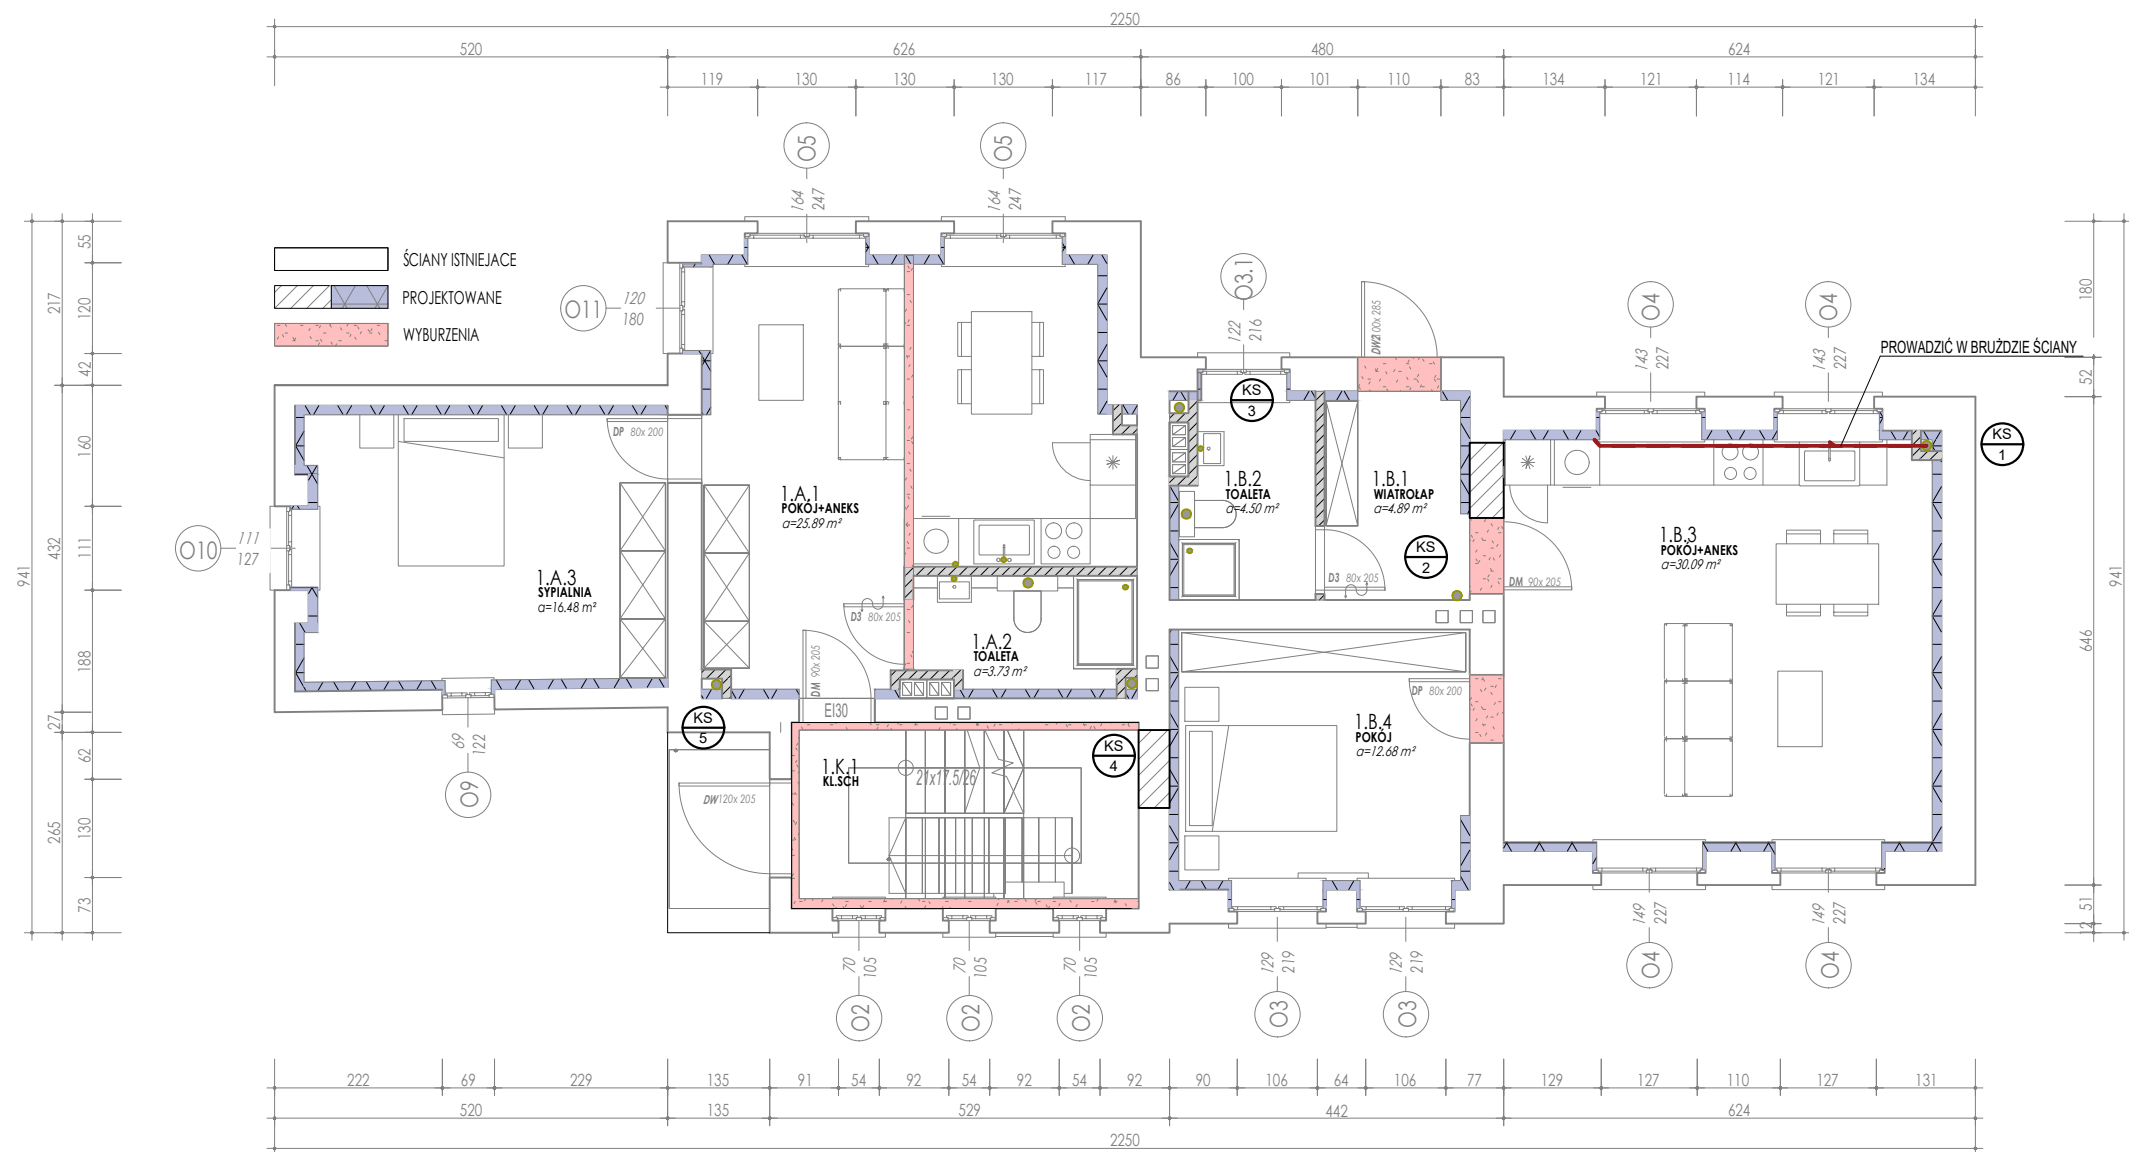 2250
520 626 480 624
119 130 130 130 117 86 100 101 110 83 134 121 114 121 134
O5 O5
164 247
164 247
ŚCIANY ISTNIEJACE
PROJEKTOWANE
WYBURZENIA
O11 120 180
O3.1
122 216
DW2 100x 285
O4 O4
143 227
143 227
PROWADZIĆ W BRUŹDZIE ŚCIANY
941
217 432 27 265
55 120 42 160 111 188 62 130 73
180 52 646 51 12
941
KS
3
KS
1
DP 80x 200
1.A.1
POKÓJ+ANEKS
a=25.89 m²
1.B.2
TOALETA
a=4.50 m²
1.B.1
WIATROŁAP
a=4.89 m²
1.B.3
POKÓJ+ANEKS
a=30.09 m²
O10 111 127
KS
2
1.A.3
SYPIALNIA
a=16.48 m²
D3 80x 205
DM 90x 205
D3 80x 205
1.A.2
TOALETA
a=3.73 m²
DM 90x 205
DP 80x 200
EI30
KS
5
1.B.4
POKÓJ
a=12.68 m²
KS
4
1.K.1
KL.SCH
21x17.5/26
69 122
O9
DW 120x 205
70 105
70 105
70 105
129 219
129 219
149 227
149 227
O2 O2 O2 O3 O3 O4 O4
222 69 229 135 91 54 92 54 92 54 92 90 106 64 106 77 129 127 110 127 131
520 135 529 442 624
2250